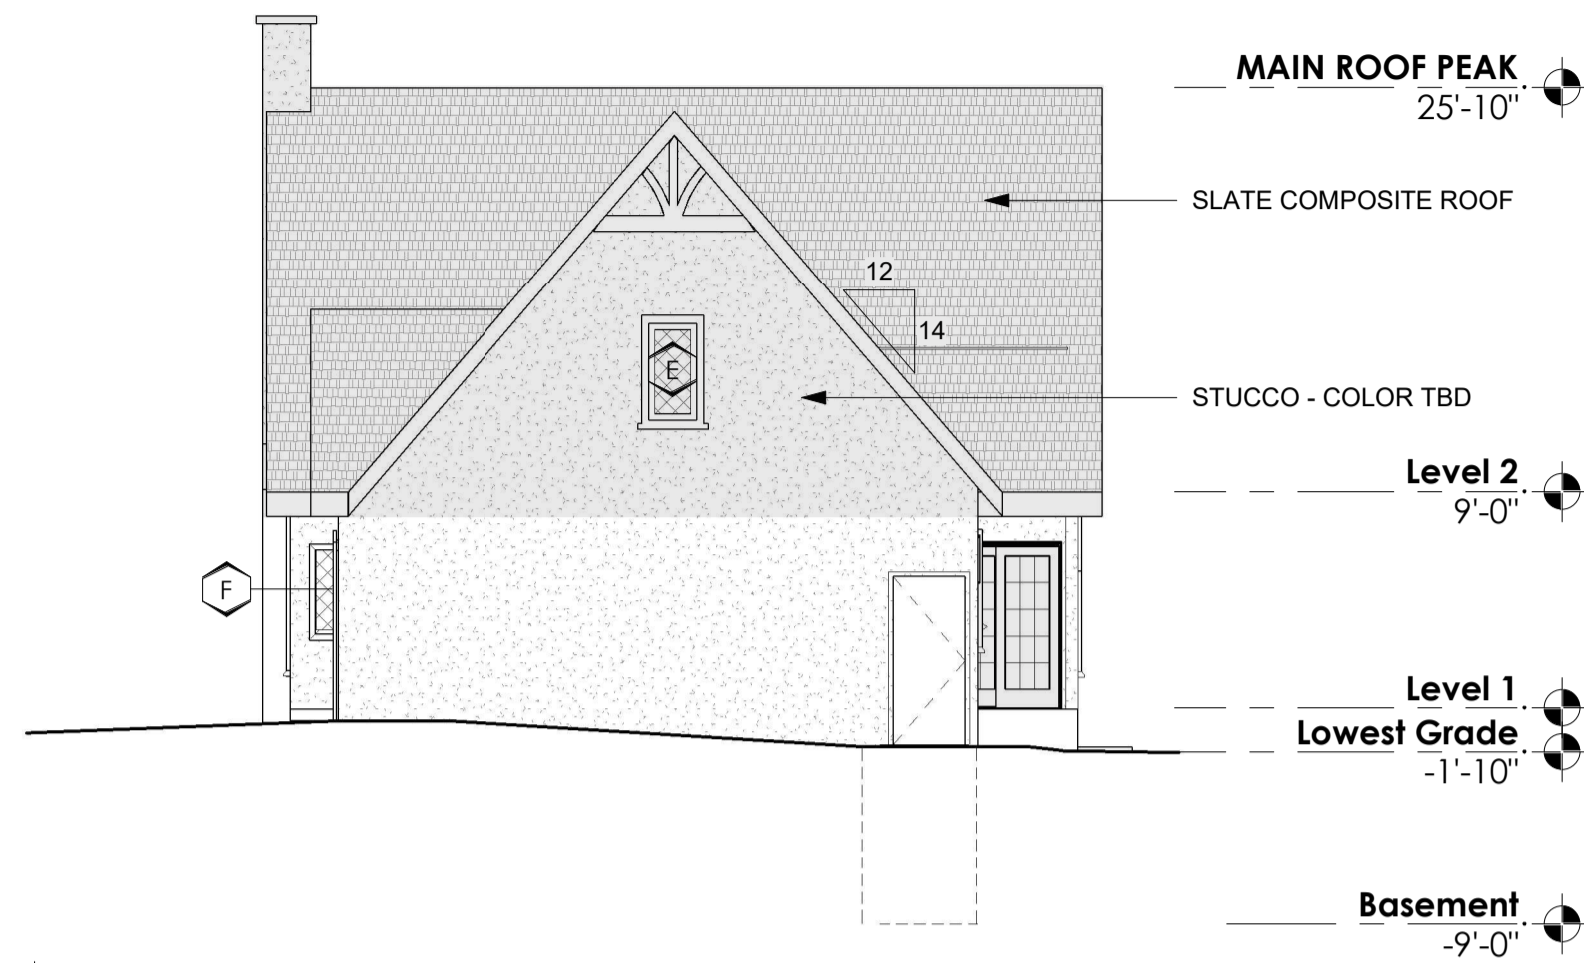 MAIN ROOF PEAK
25'-10"
SLATE COMPOSITE ROOF
12
14
E
STUCCO - COLOR TBD
Level 2
9'-0"
F
Level 1
Lowest Grade
-1'-10"
Basement
-9'-0"